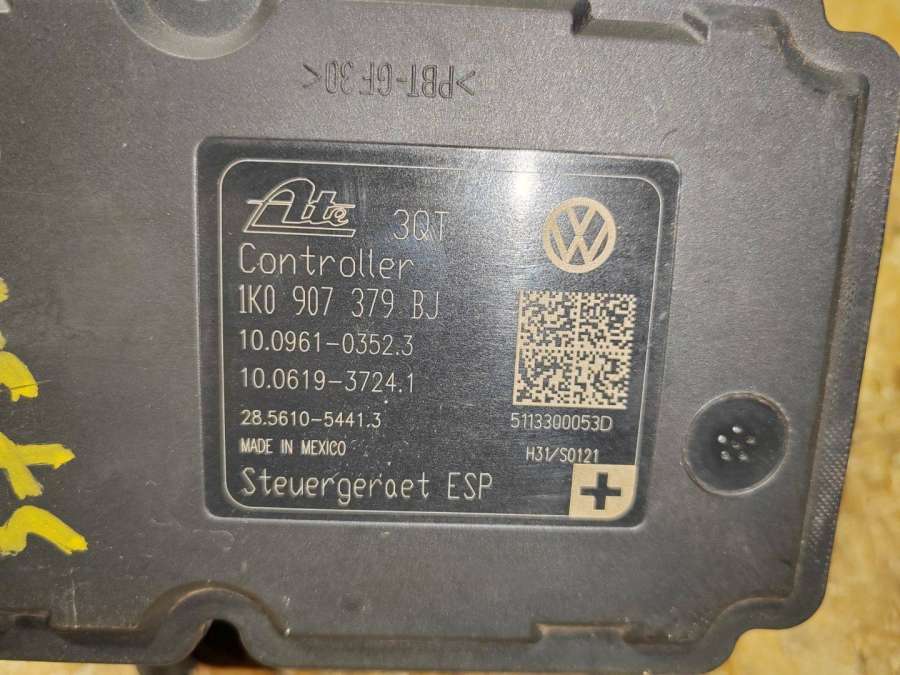 >PBT-GF30<
Ate 3QT
Controller
1K0 907 379 BJ
10.0961-0352.3
10.0619-3724.1
28.5610-5441.3
5113300053D
MADE IN MEXICO
H31/S0121
Steuergeraet ESP